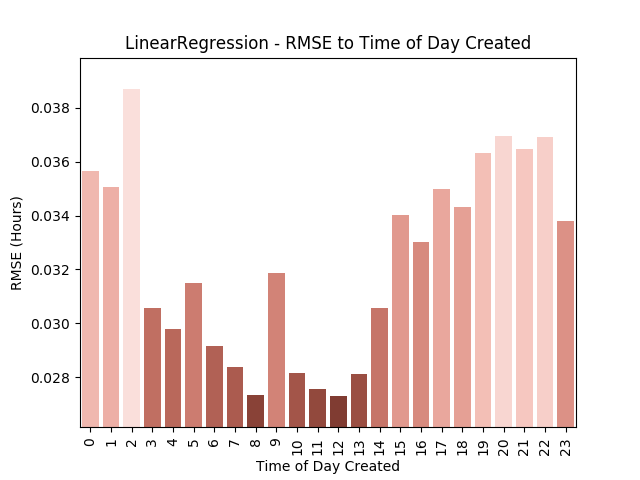 LinearRegression - RMSE to Time of Day Created
0.038
0.036
0.034
0.032
0.030
0.028
RMSE (Hours)
0 1 2 3 4 5 6 7 8 9 10 11 12 13 14 15 16 17 18 19 20 21 22 23
Time of Day Created